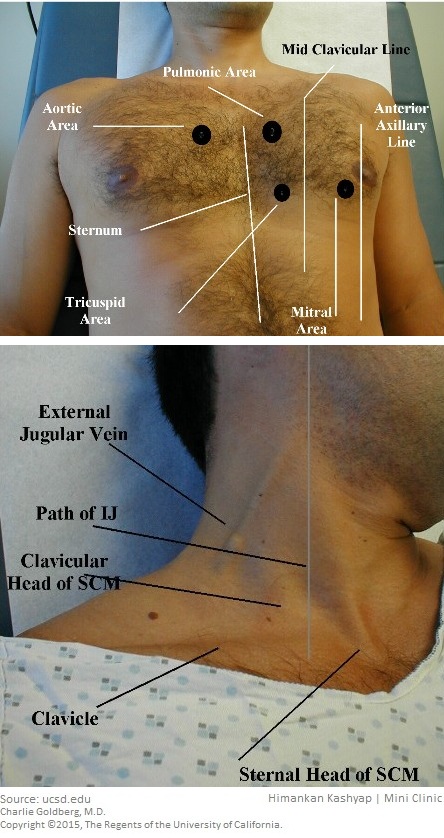 Mid Clavicular Line
Pulmonic Area
Aortic
Area
Anterior
Axillary
Line
2
Sternum
Tricuspid
Area
Mitral
Area
External
Jugular Vein
Path of IJ
Clavicular
Head of SCM
Clavicle
Sternal Head of SCM
Source: ucsd.edu
Himankan Kashyap | Mini Clinic
Charlie Goldberg, M.D.
Copyright ©2015, The Regents of the University of California.